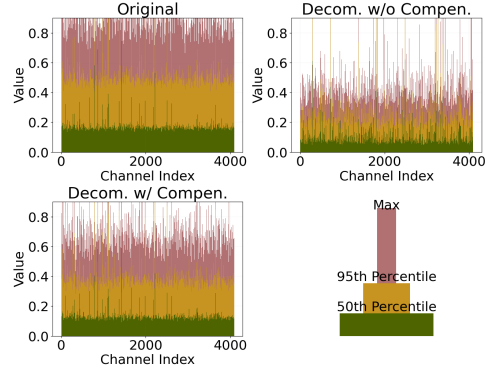 Original
Value
0.8
0.6
0.4
0.2
0.0
0
2000
4000
Channel Index
Decom. w/o Compen.
Value
0.8
0.6
0.4
0.2
0.0
0
2000
4000
Channel Index
Decom. w/ Compen.
Value
0.8
0.6
0.4
0.2
0.0
0
2000
4000
Channel Index
Max
95th Percentile
50th Percentile